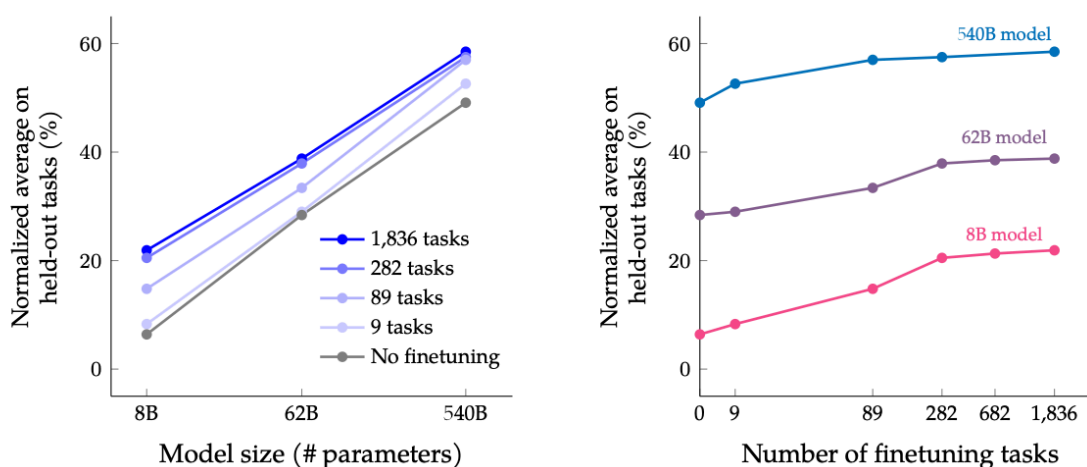 Normalized average on
held-out tasks (%)
60
40
20
0
1,836 tasks
282 tasks
89 tasks
9 tasks
No finetuning
8B
62B
540B
Model size (# parameters)
Normalized average on
held-out tasks (%)
60
40
20
0
540B model
62B model
8B model
0 9 89 282 682 1,836
Number of finetuning tasks